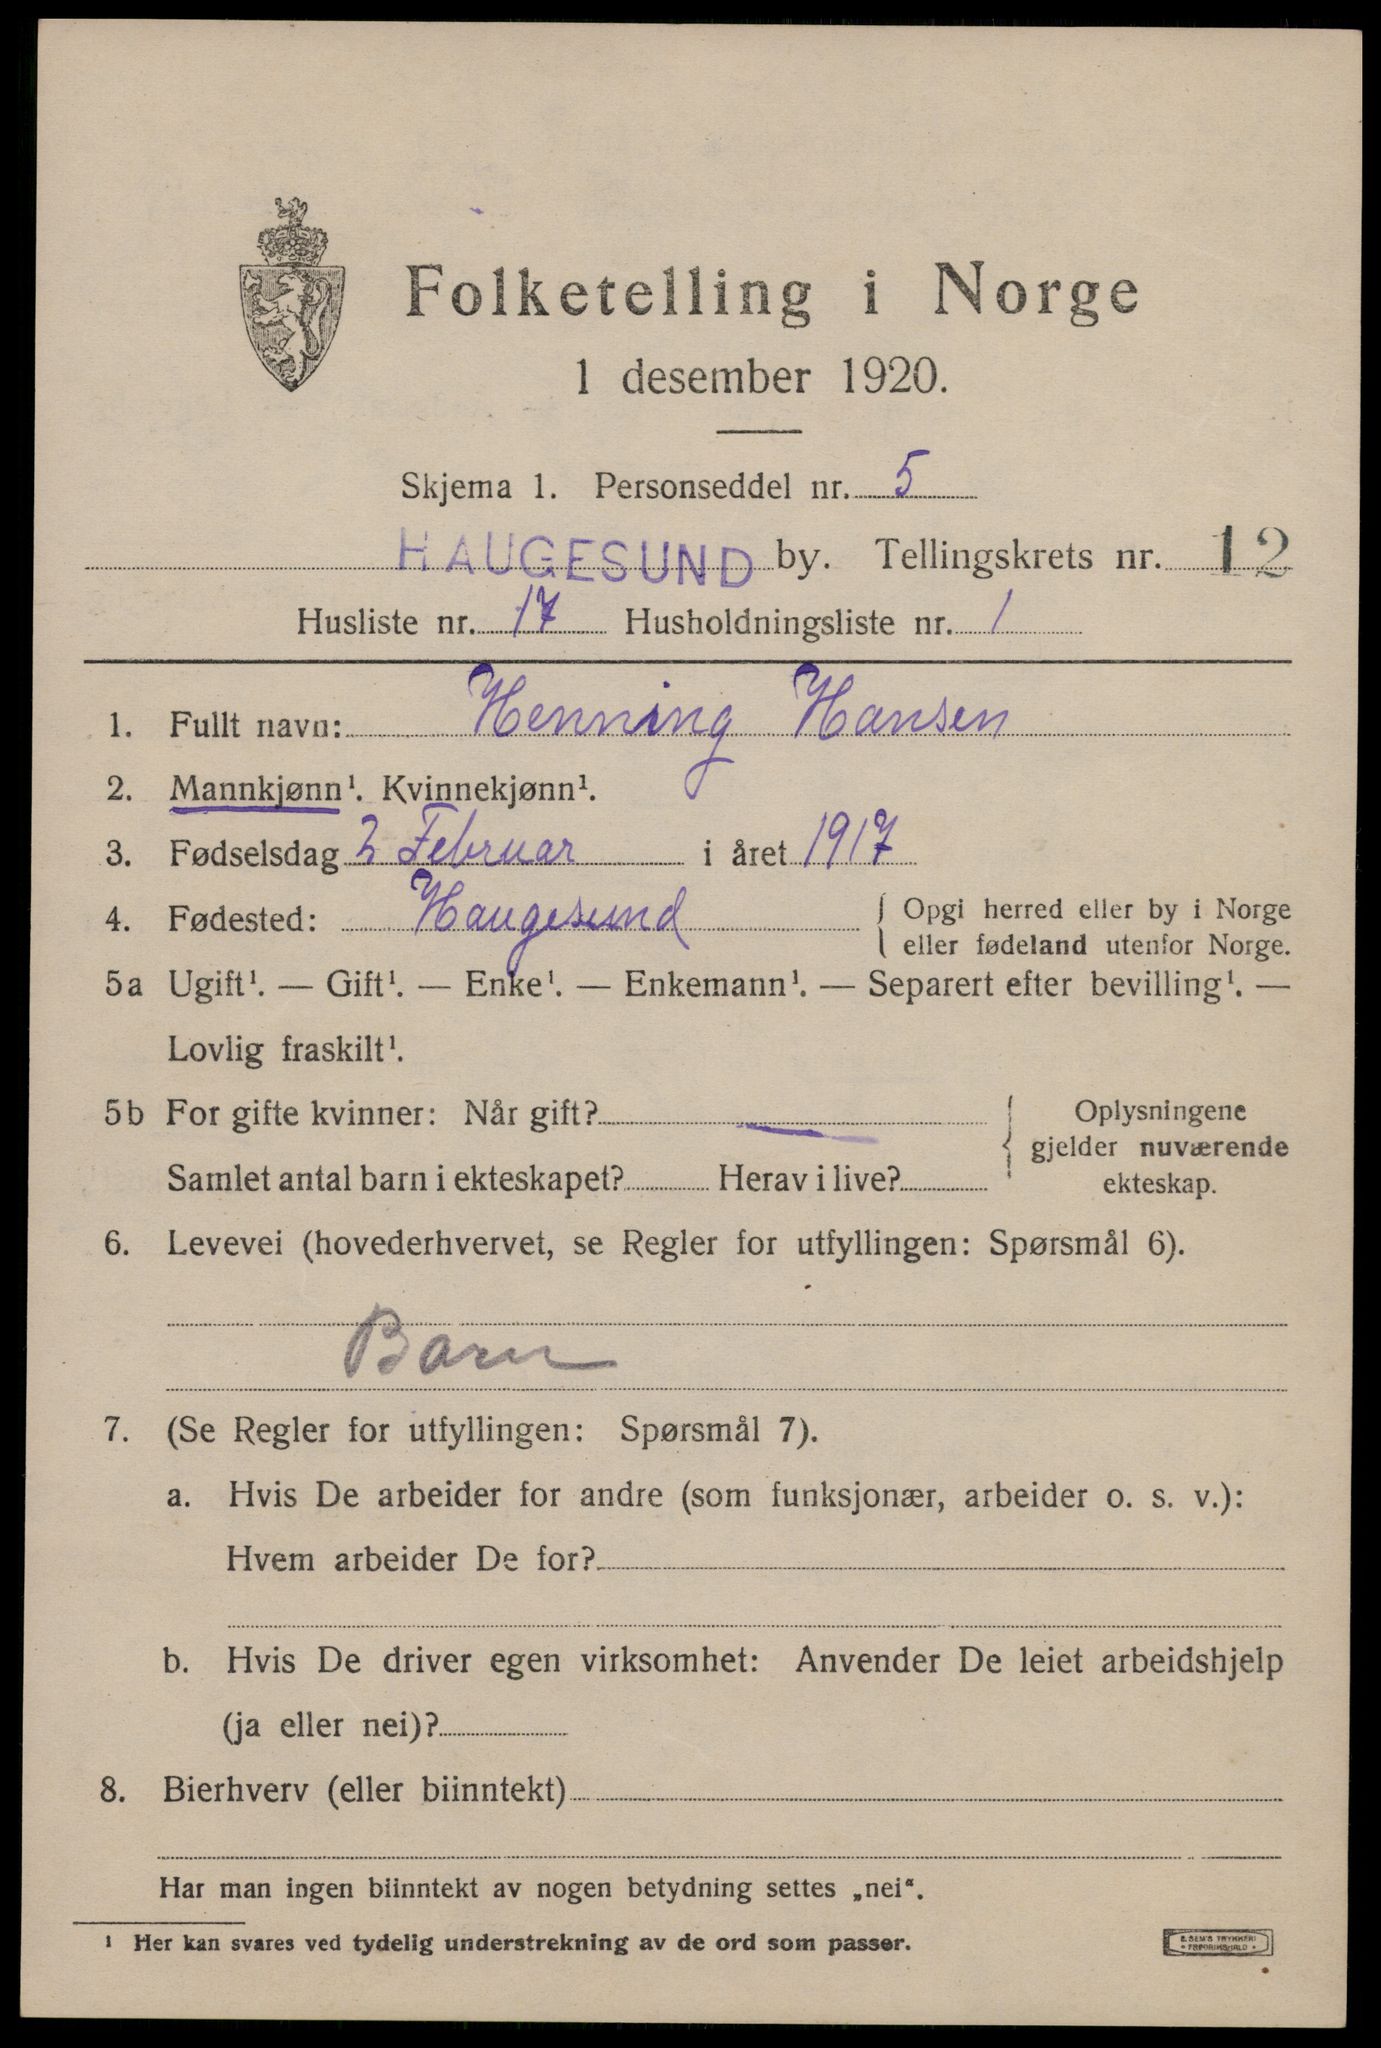 Folketelling i Norge
1 desember 1920.
Skjema 1. Personseddel nr. 5
HAUGESUND by. Tellingskrets nr. 12
Husliste nr. 17 Husholdningsliste nr. 1
1. Fullt navn: Henning Hansen
2. Mannkjønn¹. Kvinnekjønn¹.
3. Fødselsdag 2 Februar i året 1917
4. Fødested: Haugesund { Opgi herred eller by i Norge
eller fødeland utenfor Norge.
5a Ugift¹. — Gift¹. — Enke¹. — Enkemann¹. — Separert efter bevilling¹. —
Lovlig fraskilt¹.
5b For gifte kvinner: Når gift? — { Oplysningene
gjelder nuværende
Samlet antal barn i ekteskapet? Herav i live? ekteskap.
6. Levevei (hovederhvervet, se Regler for utfyllingen: Spørsmål 6).
Barn
7. (Se Regler for utfyllingen: Spørsmål 7).
a. Hvis De arbeider for andre (som funksjonær, arbeider o. s. v.):
Hvem arbeider De for?
b. Hvis De driver egen virksomhet: Anvender De leiet arbeidshjelp
(ja eller nei)?
8. Bierhverv (eller biinntekt)
Har man ingen biinntekt av nogen betydning settes „nei“.
¹ Her kan svares ved tydelig understrekning av de ord som passer.
E. SEM'S TRYKKERI
• FREDRIKSHALD •